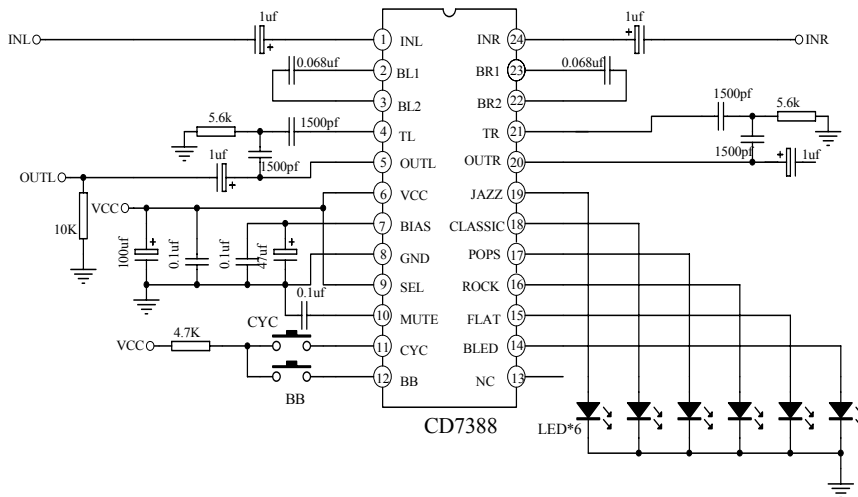 1uf
1uf
INL
+
1
INL
INR
24
+
INR
0.068uf
2
BL1
BR1
23
0.068uf
3
BL2
BR2
22
1500pf
5.6k
5.6k
1500pf
4
TL
TR
21
1uf
1500pf
5
OUTL
OUTR
20
1500pf
+
1uf
OUTL
+
6
VCC
JAZZ
19
VCC
10K
7
BIAS
CLASSIC
18
100uf
+
0.1uf
0.1uf
47uf
+
8
GND
POPS
17
9
SEL
ROCK
16
0.1uf
10
MUTE
FLAT
15
CYC
VCC
4.7K
11
CYC
BLED
14
12
BB
NC
13
BB
CD7388
LED*6